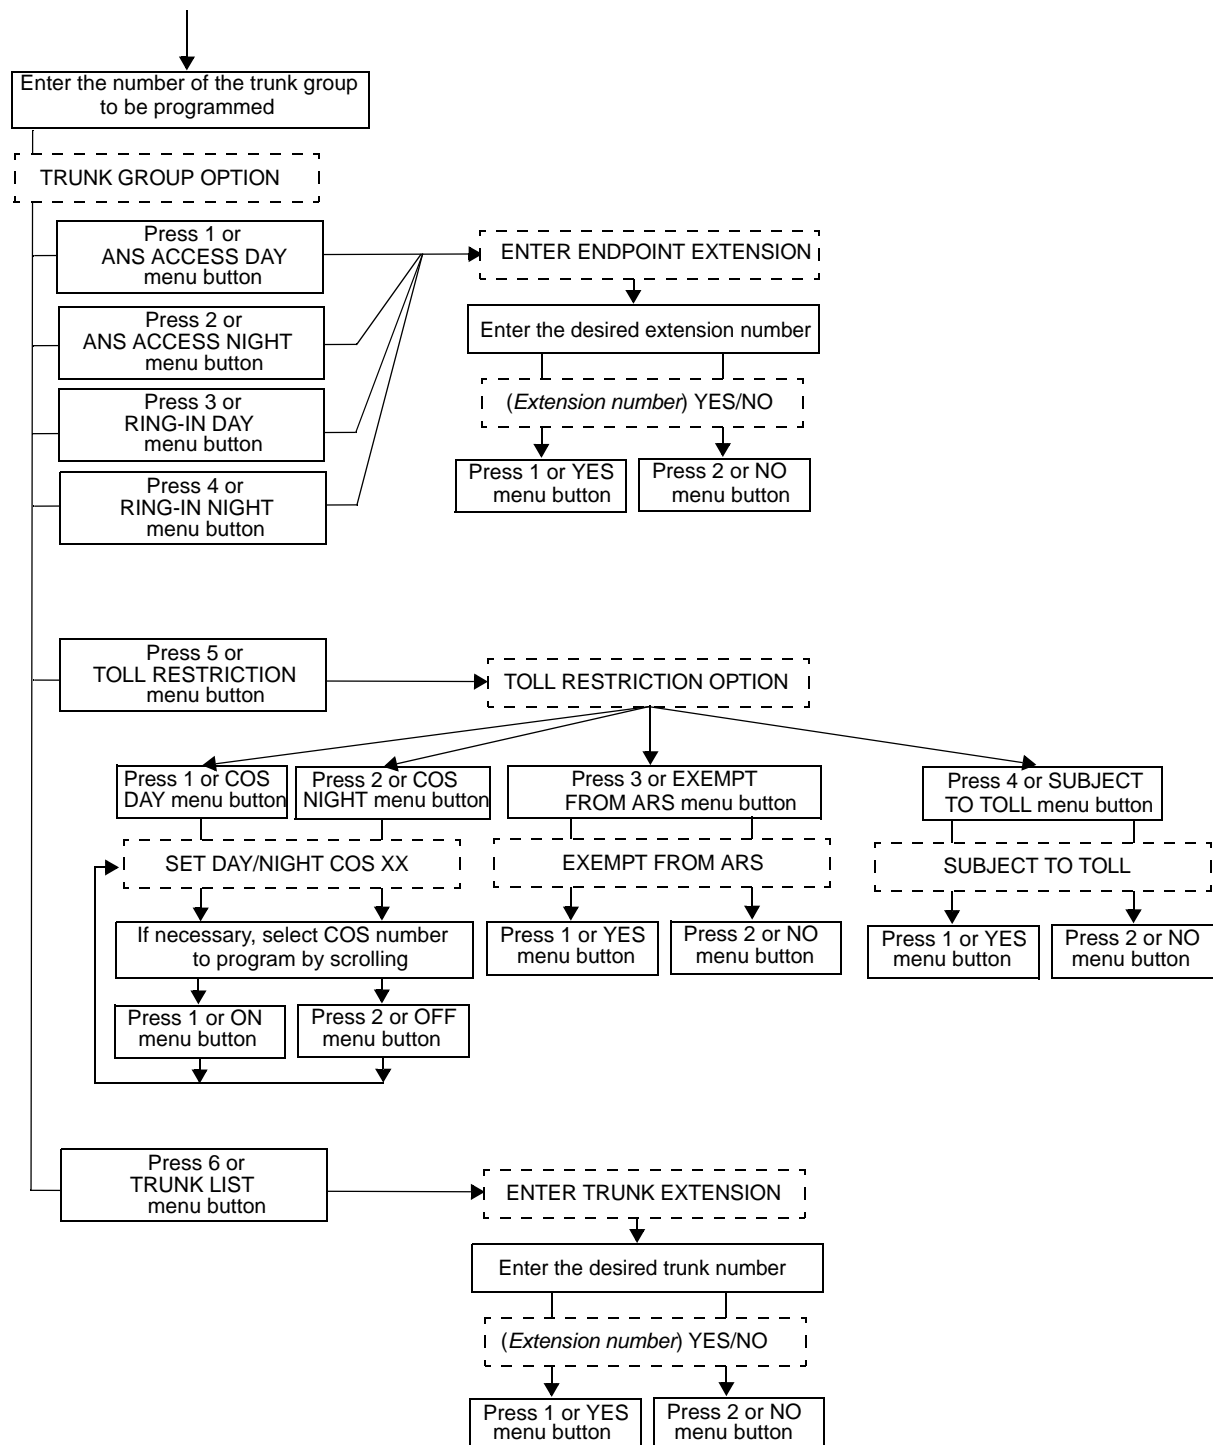 Enter the number of the trunk group
to be programmed
TRUNK GROUP OPTION
Press 1 or
ANS ACCESS DAY
menu button
Press 2 or
ANS ACCESS NIGHT
menu button
Press 3 or
RING-IN DAY
menu button
Press 4 or
RING-IN NIGHT
menu button
ENTER ENDPOINT EXTENSION
Enter the desired extension number
(Extension number) YES/NO
Press 1 or YES
menu button
Press 2 or NO
menu button
Press 5 or
TOLL RESTRICTION
menu button
TOLL RESTRICTION OPTION
Press 1 or COS
DAY menu button
Press 2 or COS
NIGHT menu button
Press 3 or EXEMPT
FROM ARS menu button
Press 4 or SUBJECT
TO TOLL menu button
SET DAY/NIGHT COS XX
EXEMPT FROM ARS
SUBJECT TO TOLL
If necessary, select COS number
to program by scrolling
Press 1 or YES
menu button
Press 2 or NO
menu button
Press 1 or YES
menu button
Press 2 or NO
menu button
Press 1 or ON
menu button
Press 2 or OFF
menu button
Press 6 or
TRUNK LIST
menu button
ENTER TRUNK EXTENSION
Enter the desired trunk number
(Extension number) YES/NO
Press 1 or YES
menu button
Press 2 or NO
menu button